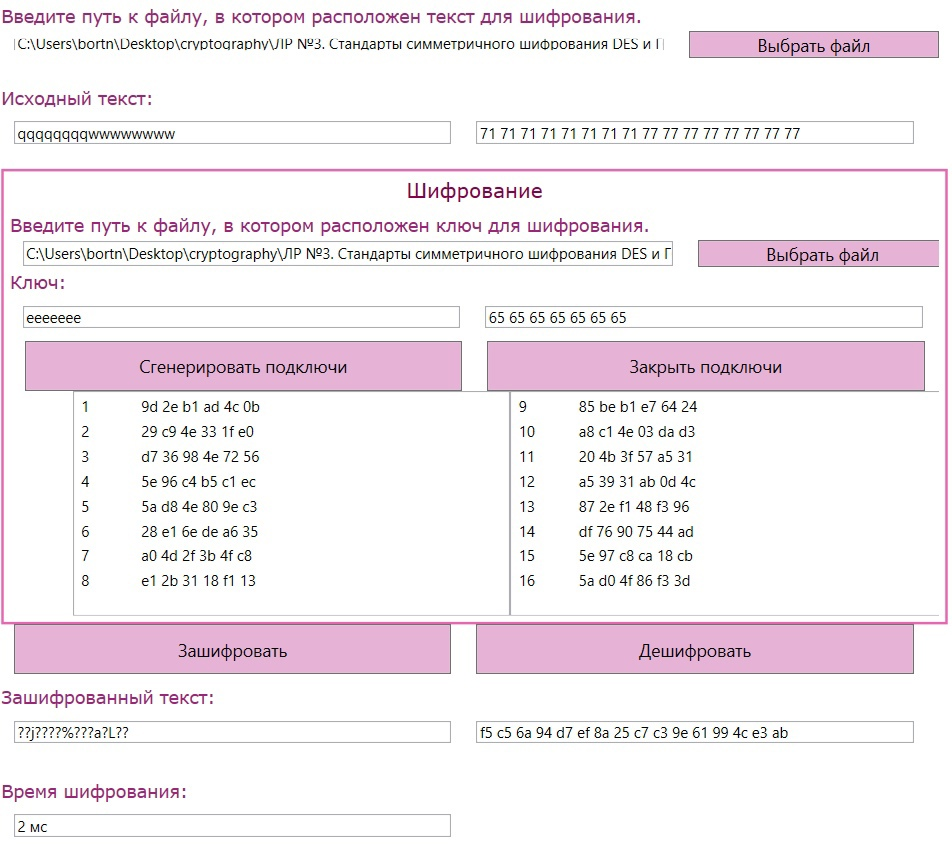 Введите путь к файлу, в котором расположен текст для шифрования.
C:\Users\bortn\Desktop\cryptography\ЛР №3. Стандарты симметричного шифрования DES и Г
Выбрать файл
Исходный текст:
qqqqqqqqwwwwwwww
71 71 71 71 71 71 71 71 77 77 77 77 77 77 77 77
Шифрование
Введите путь к файлу, в котором расположен ключ для шифрования.
C:\Users\bortn\Desktop\cryptography\ЛР №3. Стандарты симметричного шифрования DES и Г
Выбрать файл
Ключ:
eeeeeee
65 65 65 65 65 65 65
Сгенерировать подключи
Закрыть подключи
1 9d 2e b1 ad 4c 0b
2 29 c9 4e 33 1f e0
3 d7 36 98 4e 72 56
4 5e 96 c4 b5 c1 ec
5 5a d8 4e 80 9e c3
6 28 e1 6e de a6 35
7 a0 4d 2f 3b 4f c8
8 e1 2b 31 18 f1 13
9 85 be b1 e7 64 24
10 a8 c1 4e 03 da d3
11 20 4b 3f 57 a5 31
12 a5 39 31 ab 0d 4c
13 87 2e f1 48 f3 96
14 df 76 90 75 44 ad
15 5e 97 c8 ca 18 cb
16 5a d0 4f 86 f3 3d
Зашифровать
Дешифровать
Зашифрованный текст:
??j????%???a?L??
f5 c5 6a 94 d7 ef 8a 25 c7 c3 9e 61 99 4c e3 ab
Время шифрования:
2 мс